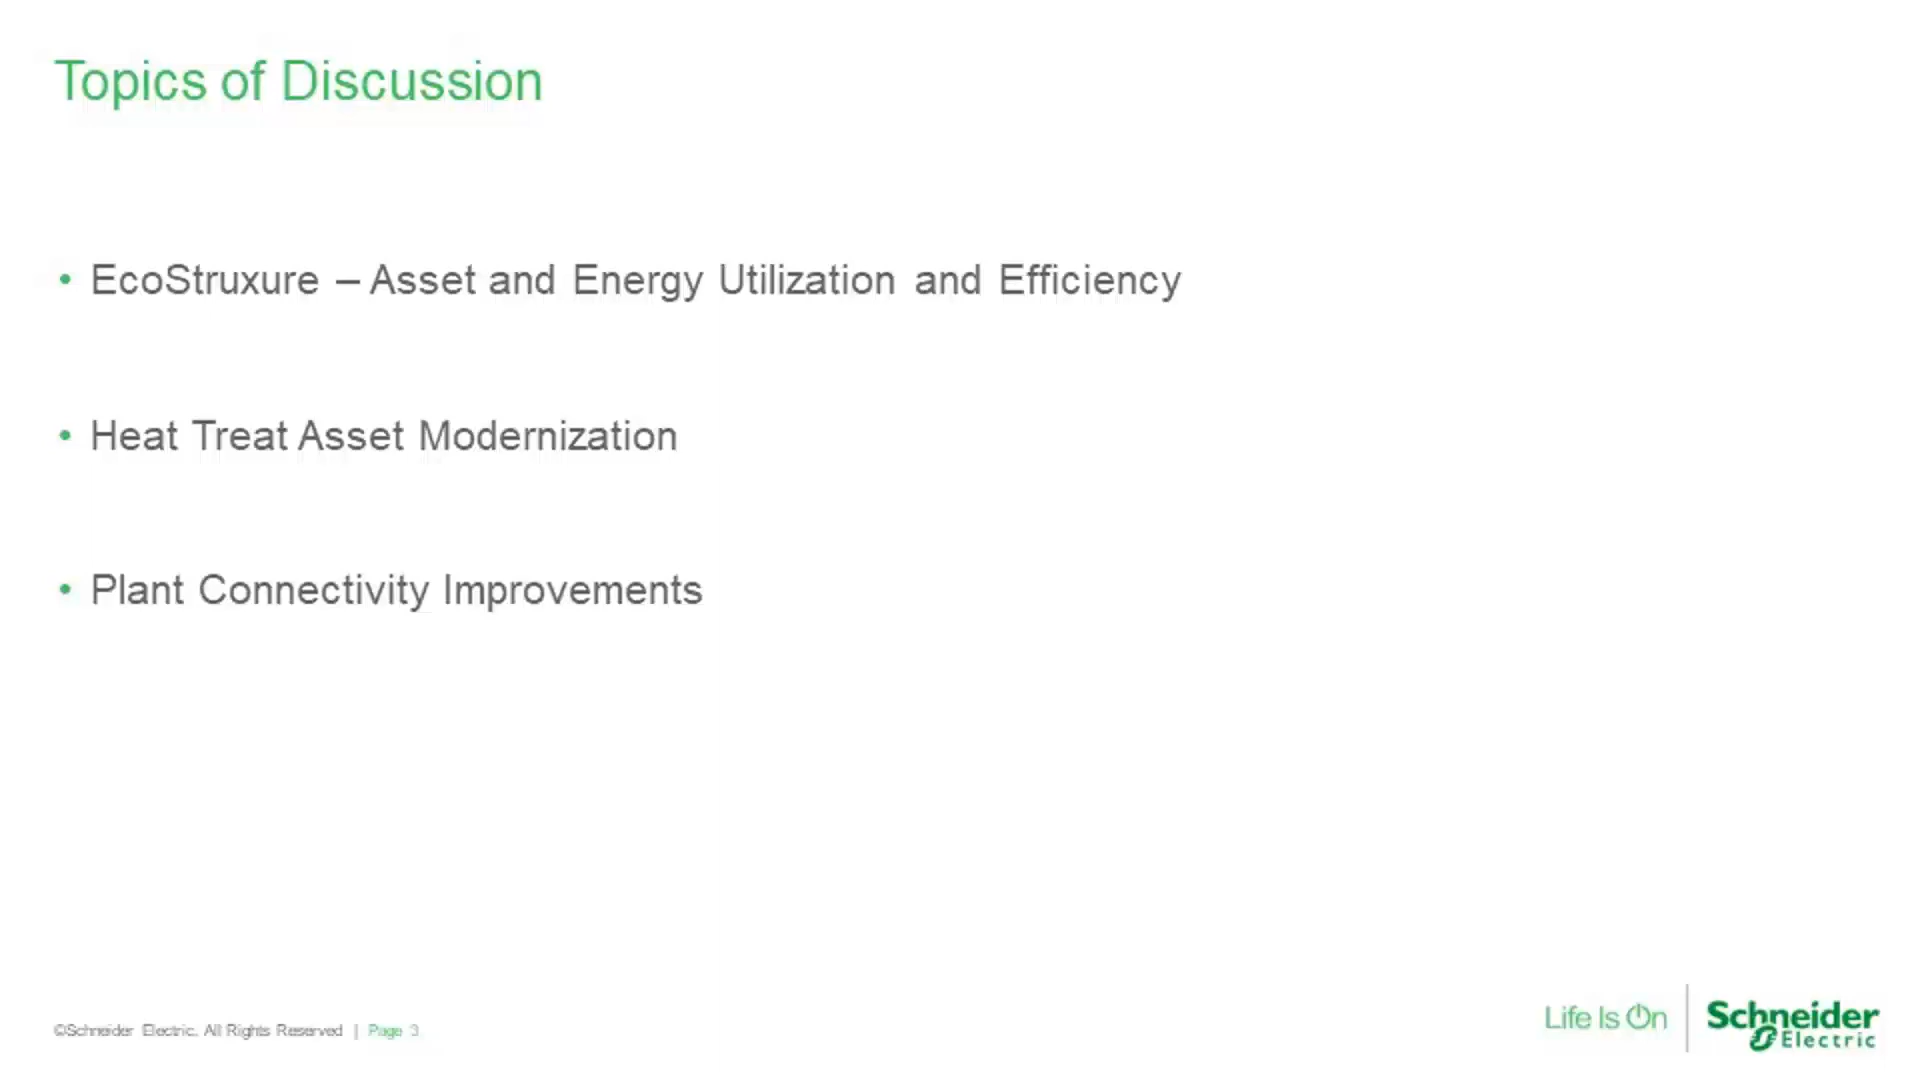 Topics of Discussion
• EcoStruxure – Asset and Energy Utilization and Efficiency
• Heat Treat Asset Modernization
• Plant Connectivity Improvements
©Schneider Electric. All Rights Reserved | Page 3
Life Is On
Schneider
Electric